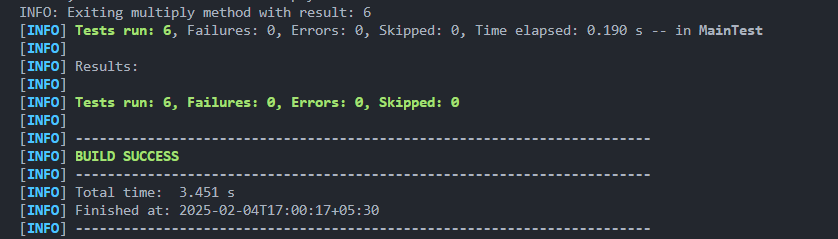 INFO: Exiting multiply method with result: 6
[INFO] Tests run: 6, Failures: 0, Errors: 0, Skipped: 0, Time elapsed: 0.190 s -- in MainTest
[INFO]
[INFO] Results:
[INFO]
[INFO] Tests run: 6, Failures: 0, Errors: 0, Skipped: 0
[INFO]
[INFO] ------------------------------------------------------------------------
[INFO] BUILD SUCCESS
[INFO] ------------------------------------------------------------------------
[INFO] Total time:  3.451 s
[INFO] Finished at: 2025-02-04T17:00:17+05:30
[INFO] ------------------------------------------------------------------------